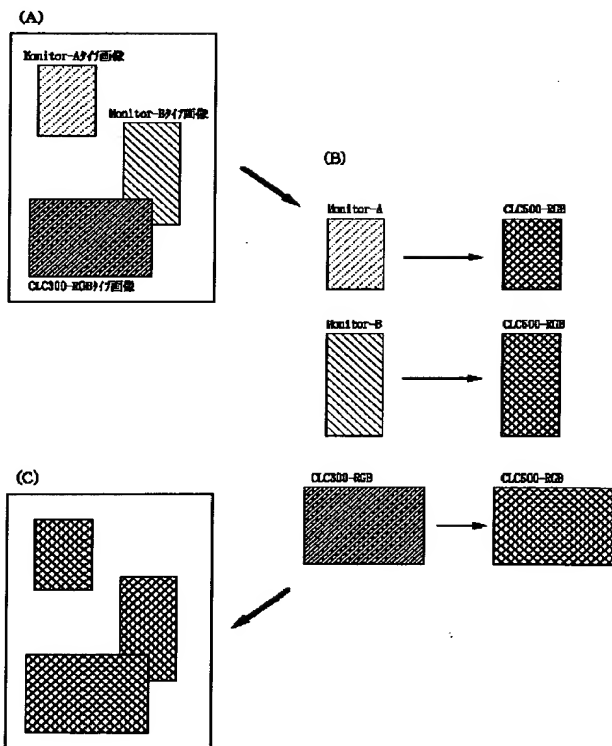 (A)
Monitor-Aタイプ画像
Monitor-Bタイプ画像
CLC300-RGBタイプ画像
(B)
Monitor-A
CLC500-RGB
Monitor-B
CLC500-RGB
CLC300-RGB
CLC500-RGB
(C)